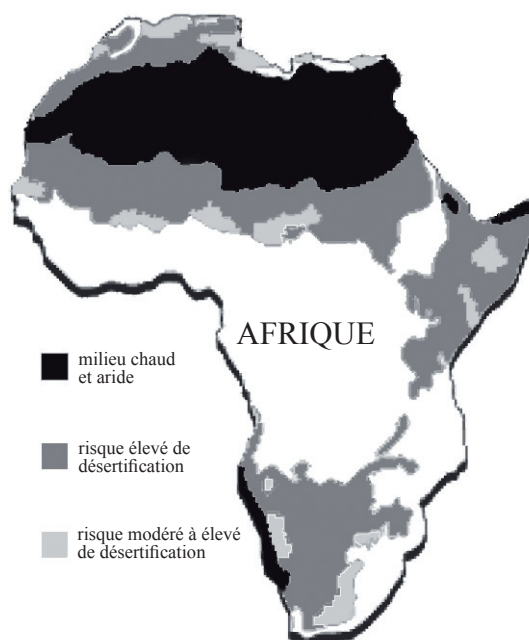 AFRIQUE
milieu chaud
et aride
risque élevé de
désertification
risque modéré à élevé
de désertification